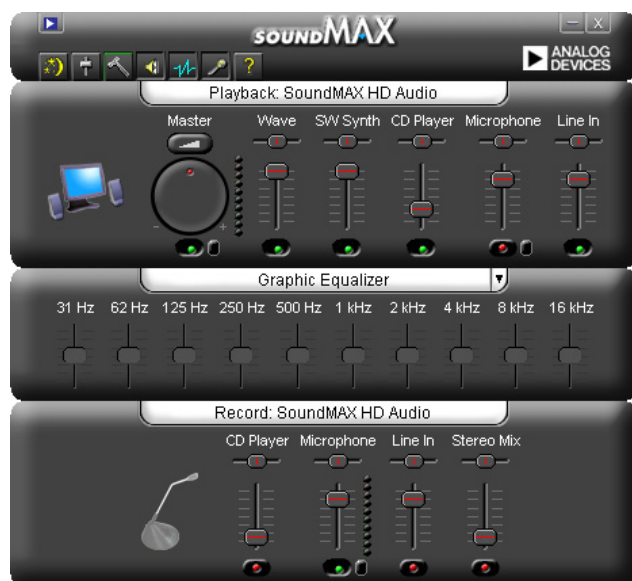 SOUNDMAX
ANALOG
DEVICES
?
Playback: SoundMAX HD Audio
Master Wave SW Synth CD Player Microphone Line In
- +
Graphic Equalizer
31 Hz 62 Hz 125 Hz 250 Hz 500 Hz 1 kHz 2 kHz 4 kHz 8 kHz 16 kHz
Record: SoundMAX HD Audio
CD Player Microphone Line In Stereo Mix